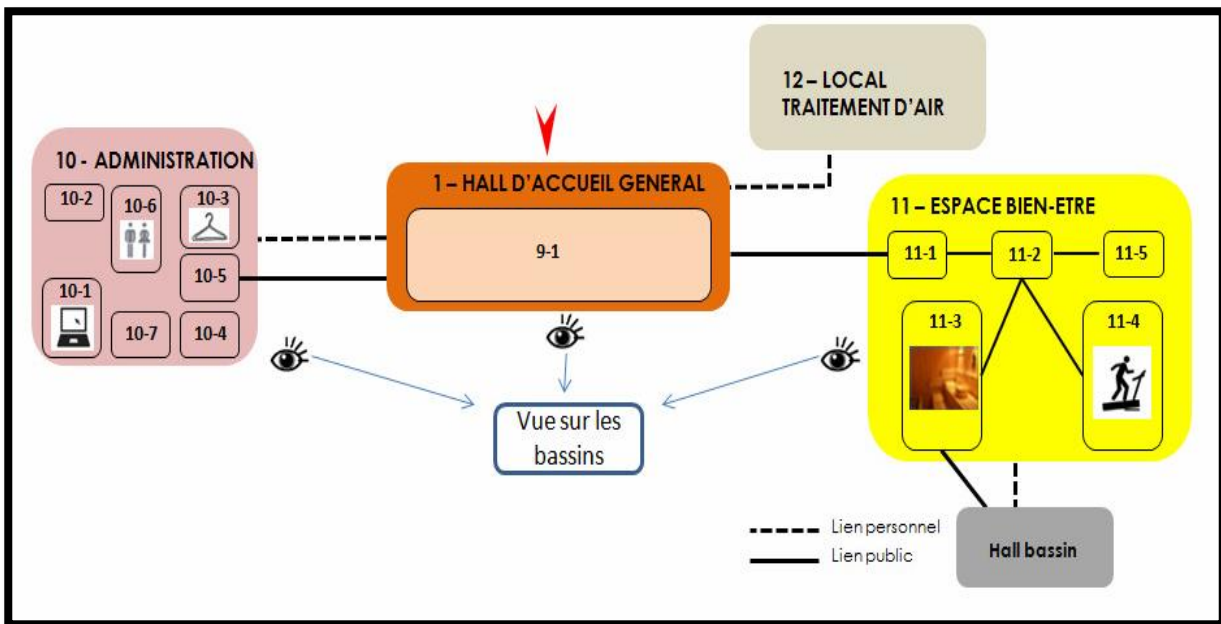 12 – LOCAL
TRAITEMENT D'AIR
10 - ADMINISTRATION
10-2
10-6
10-3
10-5
10-1
10-7
10-4
1 – HALL D'ACCUEIL GENERAL
9-1
11 – ESPACE BIEN-ETRE
11-1
11-2
11-5
11-3
11-4
Vue sur les
bassins
Lien personnel
Lien public
Hall bassin